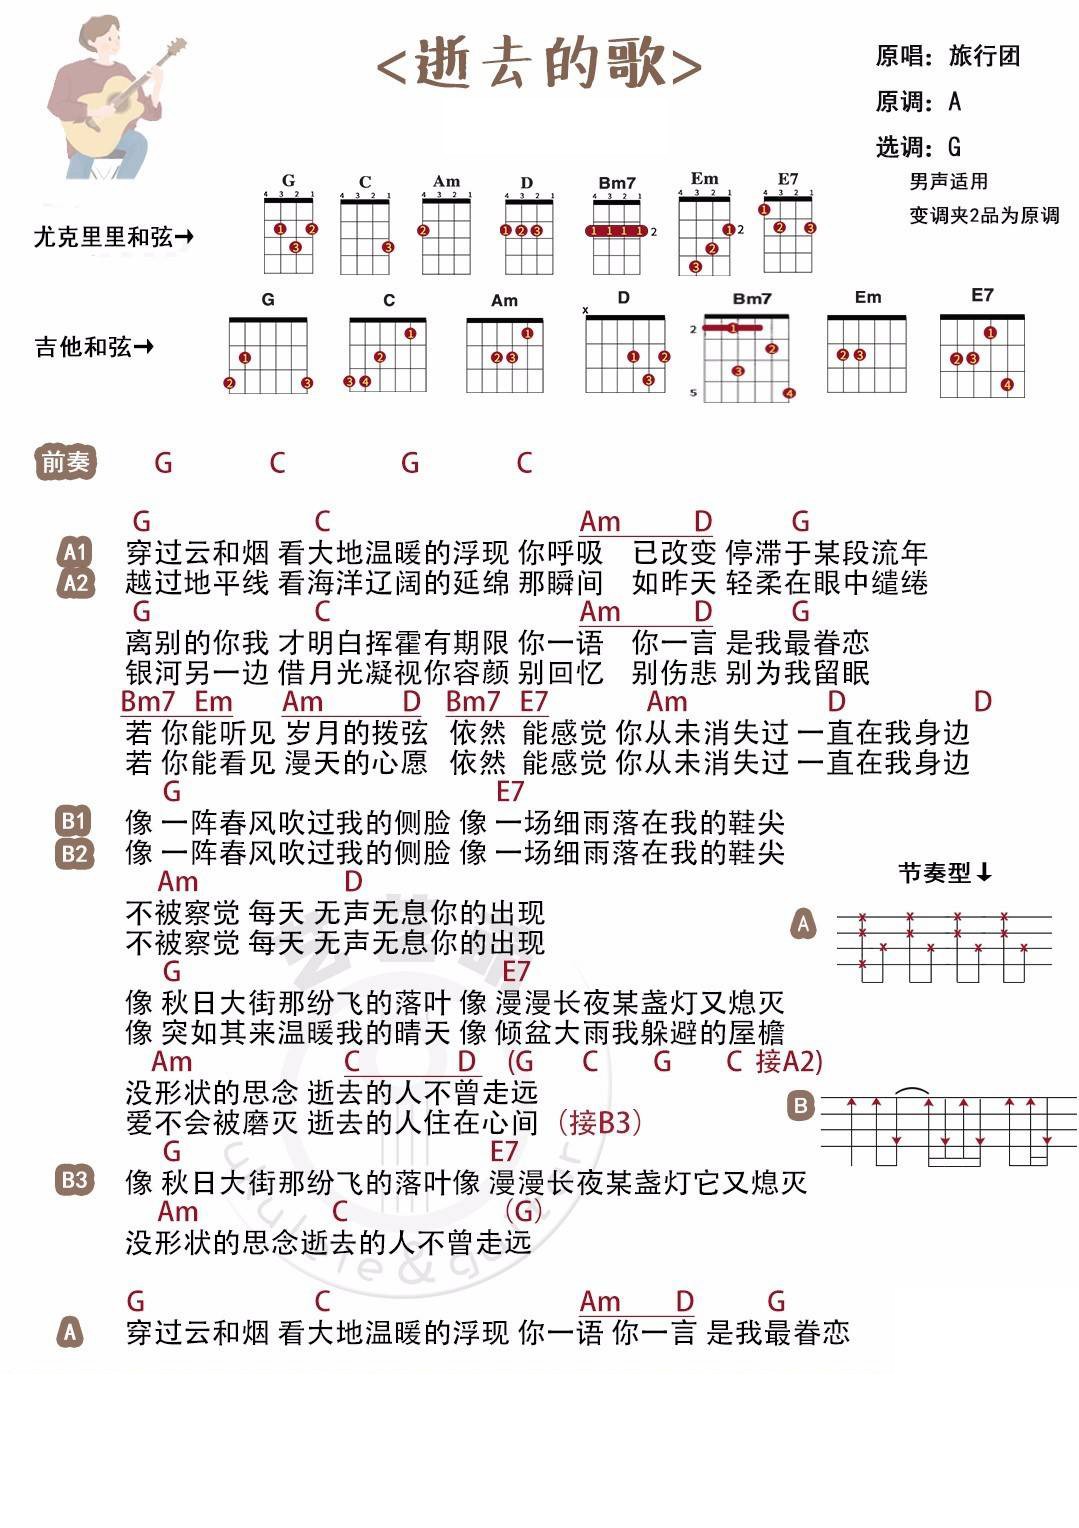 <逝去的歌>
原唱：旅行团
原调：A
选调：G
男声适用
变调夹2品为原调
尤克里里和弦→
G C Am D Bm7 Em E7
吉他和弦→
G C Am D Bm7 Em E7
前奏 G C G C
G C Am D G
A1 穿过云和烟 看大地温暖的浮现 你呼吸 已改变 停滞于某段流年
A2 越过地平线 看海洋辽阔的延绵 那瞬间 如昨天 轻柔在眼中缱绻
G C Am D G
离别的你我 才明白挥霍有期限 你一语 你一言 是我最眷恋
银河另一边 借月光凝视你容颜 别回忆 别伤悲 别为我留眠
Bm7 Em Am D Bm7 E7 Am D D
若 你能听见 岁月的拨弦 依然 能感觉 你从未消失过 一直在我身边
若 你能看见 漫天的心愿 依然 能感觉 你从未消失过 一直在我身边
G E7
B1 像 一阵春风吹过我的侧脸 像 一场细雨落在我的鞋尖
B2 像 一阵春风吹过我的侧脸 像 一场细雨落在我的鞋尖
Am D
不被察觉 每天 无声无息你的出现
不被察觉 每天 无声无息你的出现
节奏型↓
A
G E7
像 秋日大街那纷飞的落叶 像 漫漫长夜某盏灯又熄灭
像 突如其来温暖我的晴天 像 倾盆大雨我躲避的屋檐
Am C D (G C G C 接A2)
没形状的思念 逝去的人不曾走远
爱不会被磨灭 逝去的人住在心间（接B3）
B
G E7
B3 像 秋日大街那纷飞的落叶像 漫漫长夜某盏灯它又熄灭
Am C （G）
没形状的思念逝去的人不曾走远
ukulele&guitar
G C Am D G
A 穿过云和烟 看大地温暖的浮现 你一语 你一言 是我最眷恋